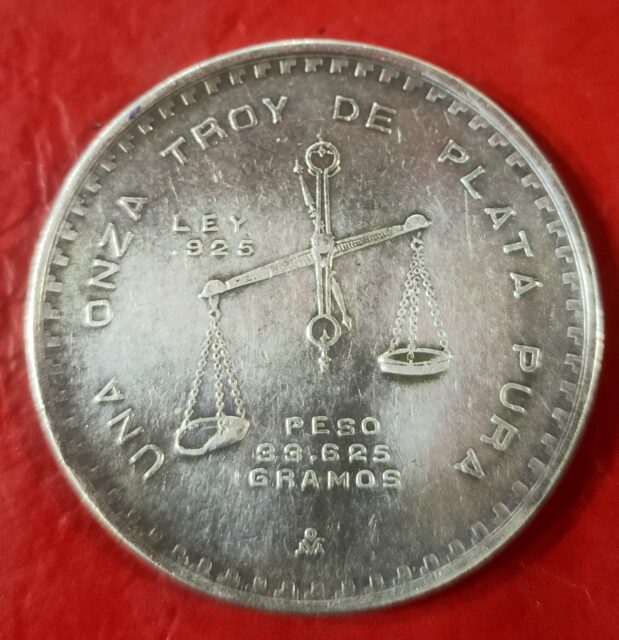 UNA ONZA TROY DE PLATA PURA
LEY
.925
PESO
33.625
GRAMOS